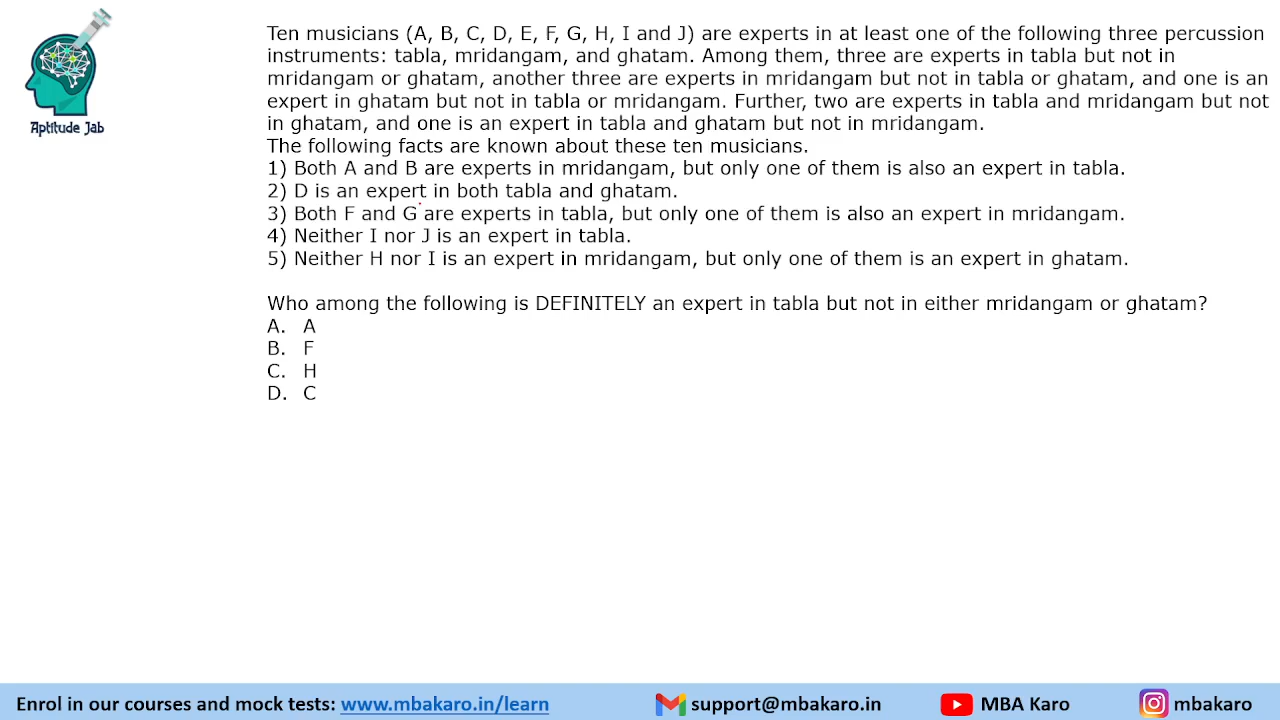 Ten musicians (A, B, C, D, E, F, G, H, I and J) are experts in at least one of the following three percussion
instruments: tabla, mridangam, and ghatam. Among them, three are experts in tabla but not in
mridangam or ghatam, another three are experts in mridangam but not in tabla or ghatam, and one is an
expert in ghatam but not in tabla or mridangam. Further, two are experts in tabla and mridangam but not
in ghatam, and one is an expert in tabla and ghatam but not in mridangam.
The following facts are known about these ten musicians.
1) Both A and B are experts in mridangam, but only one of them is also an expert in tabla.
2) D is an expert in both tabla and ghatam.
3) Both F and G are experts in tabla, but only one of them is also an expert in mridangam.
4) Neither I nor J is an expert in tabla.
5) Neither H nor I is an expert in mridangam, but only one of them is an expert in ghatam.
Who among the following is DEFINITELY an expert in tabla but not in either mridangam or ghatam?
A. A
B. F
C. H
D. C
Aptitude Jab
Enrol in our courses and mock tests: www.mbakaro.in/learn
support@mbakaro.in
MBA Karo
mbakaro